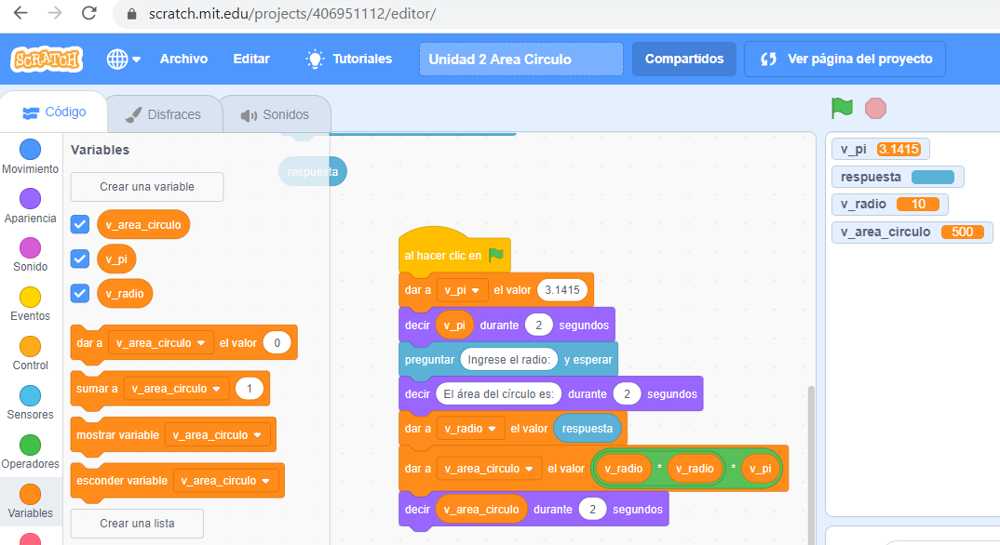 scratch.mit.edu/projects/406951112/editor/
SCRATCH Archivo Editar Tutoriales Unidad 2 Area Circulo Compartidos Ver página del proyecto
Código Disfraces Sonidos
Movimiento
Apariencia
Sonido
Eventos
Control
Sensores
Operadores
Variables
Variables
Crear una variable
v_area_circulo
v_pi
v_radio
dar a v_area_circulo el valor 0
sumar a v_area_circulo 1
mostrar variable v_area_circulo
esconder variable v_area_circulo
Crear una lista
respuesta
al hacer clic en
dar a v_pi el valor 3.1415
decir v_pi durante 2 segundos
preguntar Ingrese el radio: y esperar
decir El área del círculo es: durante 2 segundos
dar a v_radio el valor respuesta
dar a v_area_circulo el valor v_radio * v_radio * v_pi
decir v_area_circulo durante 2 segundos
v_pi 3.1415
respuesta
v_radio 10
v_area_circulo 500